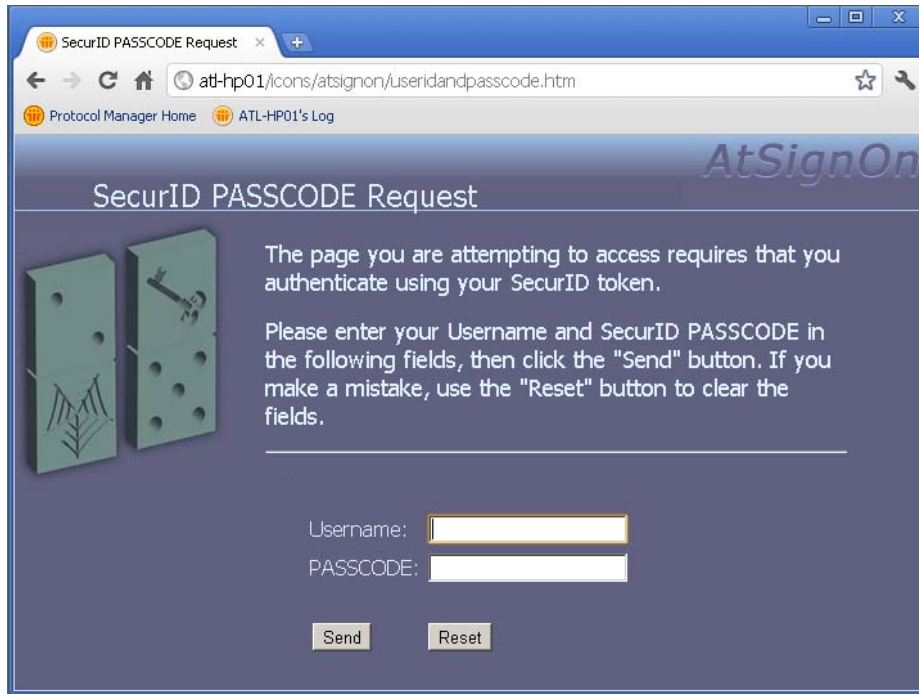 SecurID PASSCODE Request
atl-hp01/icons/atsignon/useridandpasscode.htm
Protocol Manager Home ATL-HP01's Log
AtSignOn
SecurID PASSCODE Request
The page you are attempting to access requires that you
authenticate using your SecurID token.
Please enter your Username and SecurID PASSCODE in
the following fields, then click the "Send" button. If you
make a mistake, use the "Reset" button to clear the
fields.
Username:
PASSCODE:
Send Reset